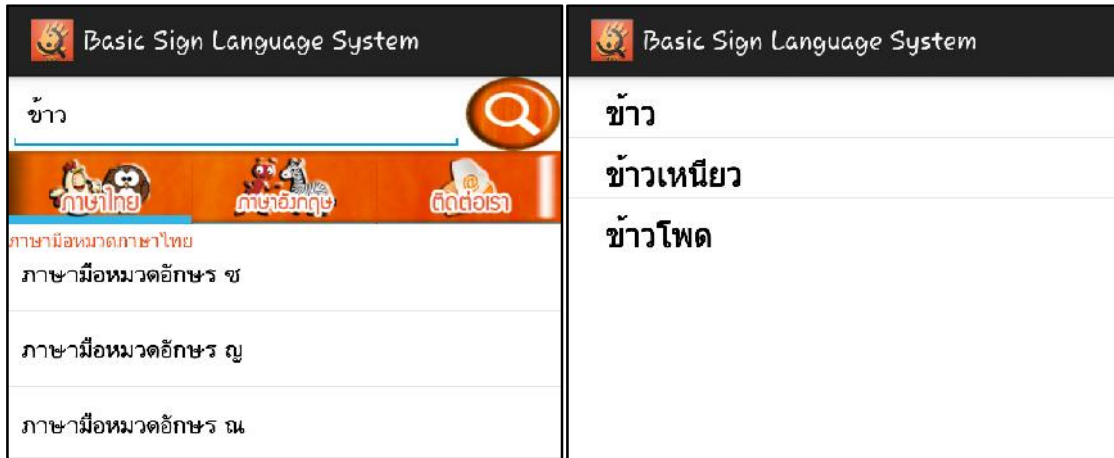 Basic Sign Language System
ข้าว
ภาษาไทย
ภาษาอังกฤษ
ติดต่อเรา
ภาษามือหมวดภาษาไทย
ภาษามือหมวดอักษร ช
ภาษามือหมวดอักษร ญ
ภาษามือหมวดอักษร ณ
Basic Sign Language System
ข้าว
ข้าวเหนียว
ข้าวโพด